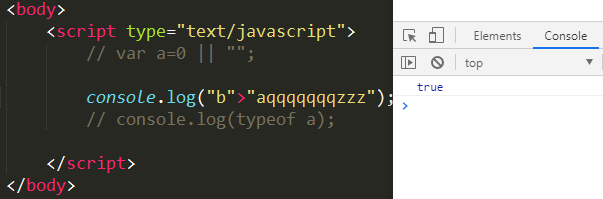 <body>
<script type="text/javascript">
// var a=0 || "";
console.log("b">"aqqqqqqqzzz");
// console.log(typeof a);
</script>
</body>
Elements Console
top
true